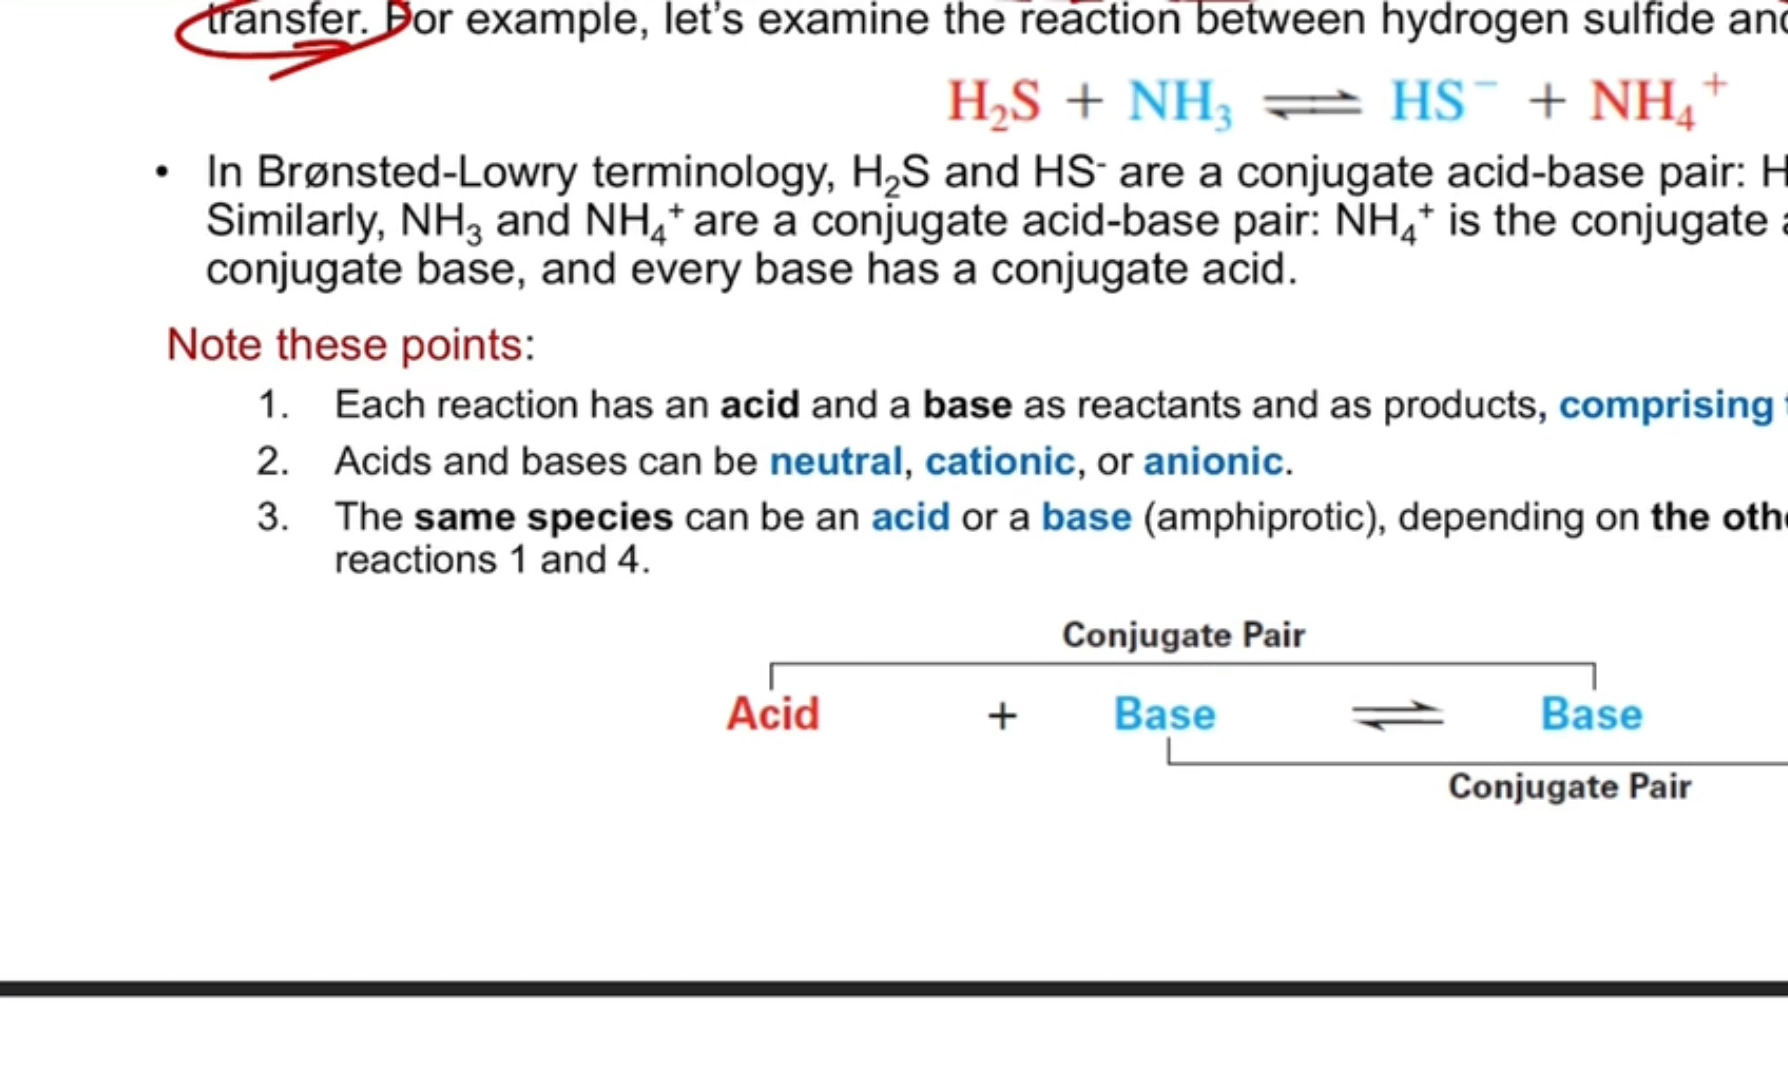 transfer. For example, let's examine the reaction between hydrogen sulfide and
H₂S + NH₃ ⇌ HS⁻ + NH₄⁺
• In Brønsted-Lowry terminology, H₂S and HS⁻ are a conjugate acid-base pair: H
Similarly, NH₃ and NH₄⁺ are a conjugate acid-base pair: NH₄⁺ is the conjugate
conjugate base, and every base has a conjugate acid.
Note these points:
1. Each reaction has an acid and a base as reactants and as products, comprising
2. Acids and bases can be neutral, cationic, or anionic.
3. The same species can be an acid or a base (amphiprotic), depending on the
reactions 1 and 4.
Conjugate Pair
Acid + Base ⇌ Base
Conjugate Pair